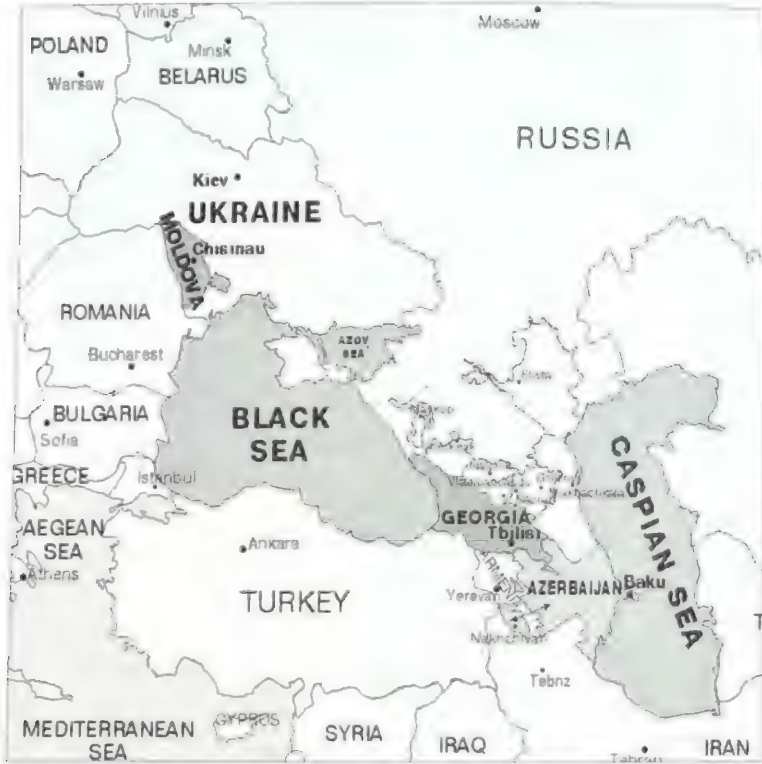 Vilnius
Moscow
POLAND
Minsk
Warsaw
BELARUS
RUSSIA
Kiev
UKRAINE
MOLDOVA
Chisinau
ROMANIA
AZOV
SEA
Bucharest
BLACK
SEA
BULGARIA
Sofia
CASPIAN SEA
GREECE
Istanbul
GEORGIA
Tbilisi
AEGEAN
SEA
Ankara
Athens
TURKEY
Yerevan
AZERBAIJAN
Baku
T
Tebriz
MEDITERRANEAN
SEA
CYPRUS
SYRIA
IRAQ
IRAN
Tehran